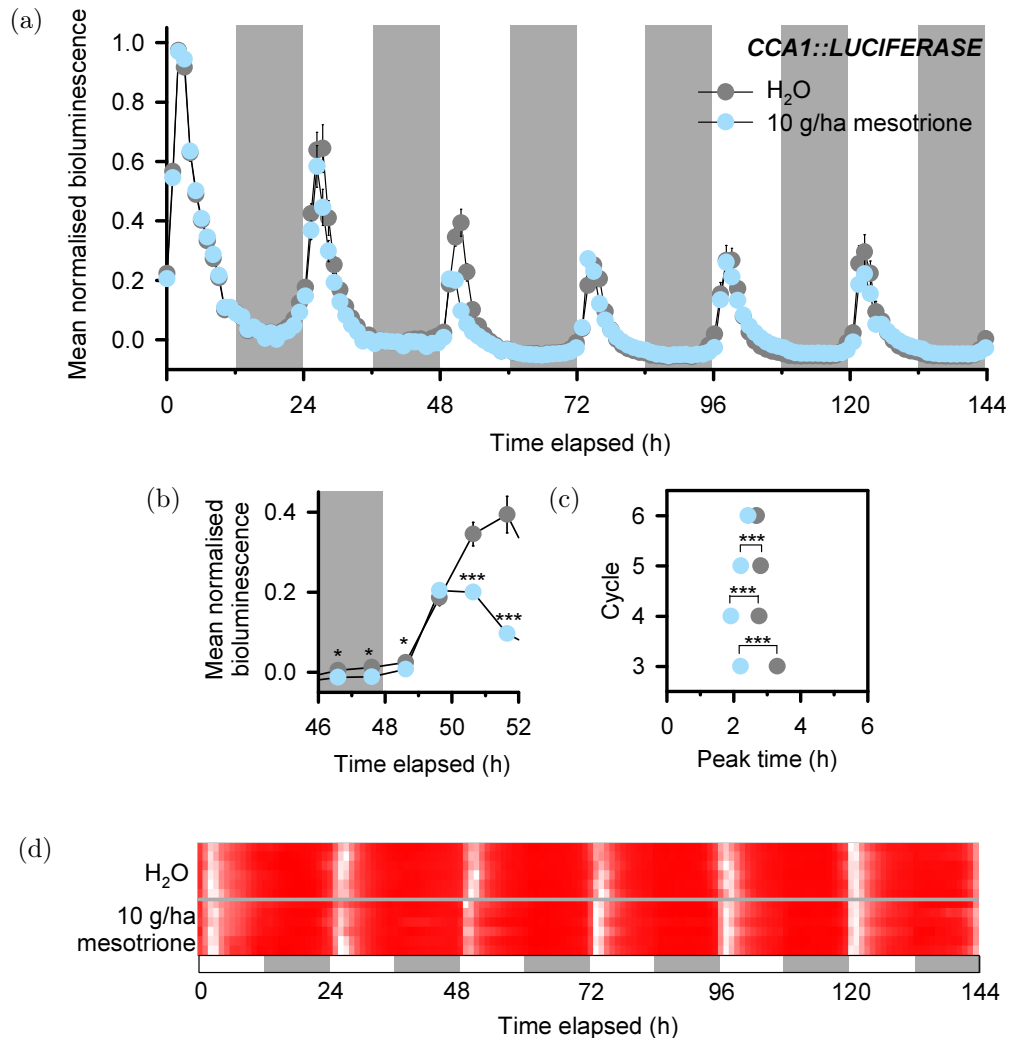 (a)
Mean normalised bioluminescence
1.0
0.8
0.6
0.4
0.2
0.0
CCA1::LUCIFERASE
H₂O
10 g/ha mesotrione
0 24 48 72 96 120 144
Time elapsed (h)
(b)
Mean normalised
bioluminescence
0.4
0.2
0.0
* * * *** ***
46 48 50 52
Time elapsed (h)
(c)
Cycle
6
5
4
3
***
***
***
0 2 4 6
Peak time (h)
(d)
H₂O
10 g/ha
mesotrione
0 24 48 72 96 120 144
Time elapsed (h)